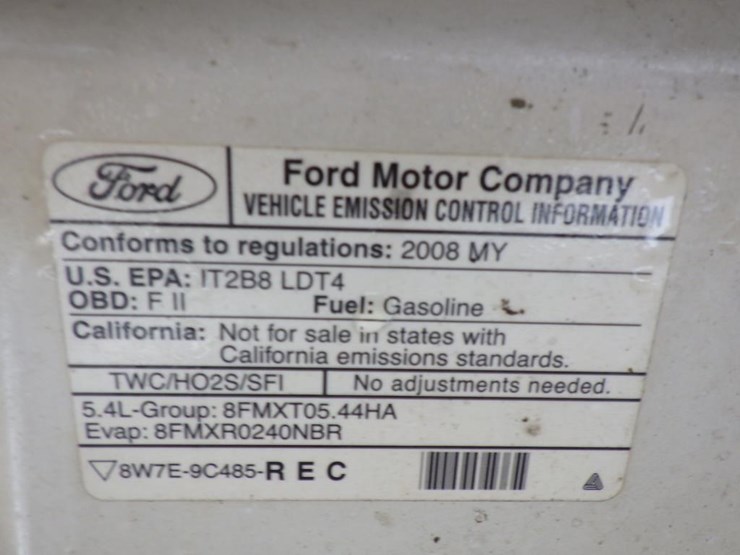 Ford
Ford Motor Company
VEHICLE EMISSION CONTROL INFORMATION
Conforms to regulations: 2008 MY
U.S. EPA: IT2B8 LDT4
OBD: F II Fuel: Gasoline
California: Not for sale in states with
California emissions standards.
TWC/HO2S/SFI No adjustments needed.
5.4L-Group: 8FMXT05.44HA
Evap: 8FMXR0240NBR
8W7E-9C485-R E C